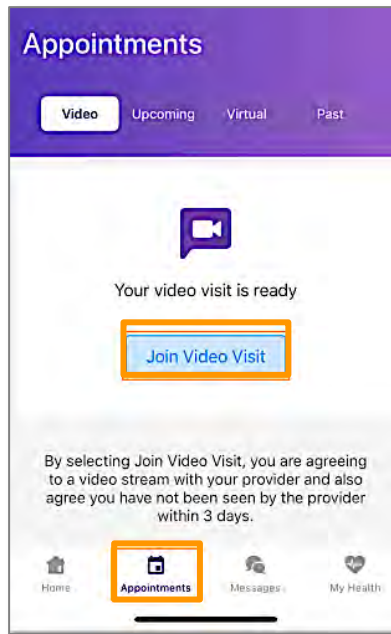 Appointments
Video Upcoming Virtual Past
Your video visit is ready
Join Video Visit
By selecting Join Video Visit, you are agreeing
to a video stream with your provider and also
agree you have not been seen by the provider
within 3 days.
Home Appointments Messages My Health